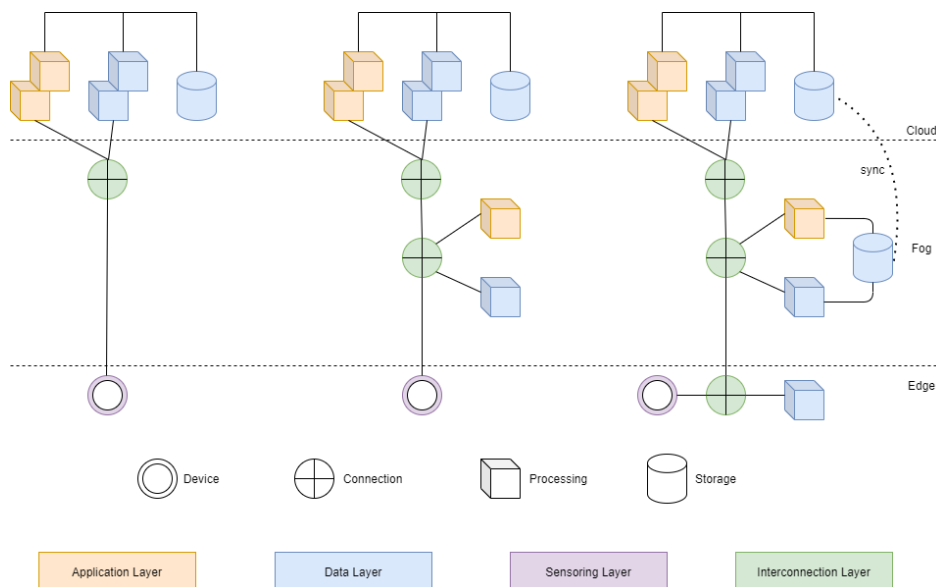 Cloud
sync
Fog
Edge
Device
Connection
Processing
Storage
Application Layer
Data Layer
Sensoring Layer
Interconnection Layer